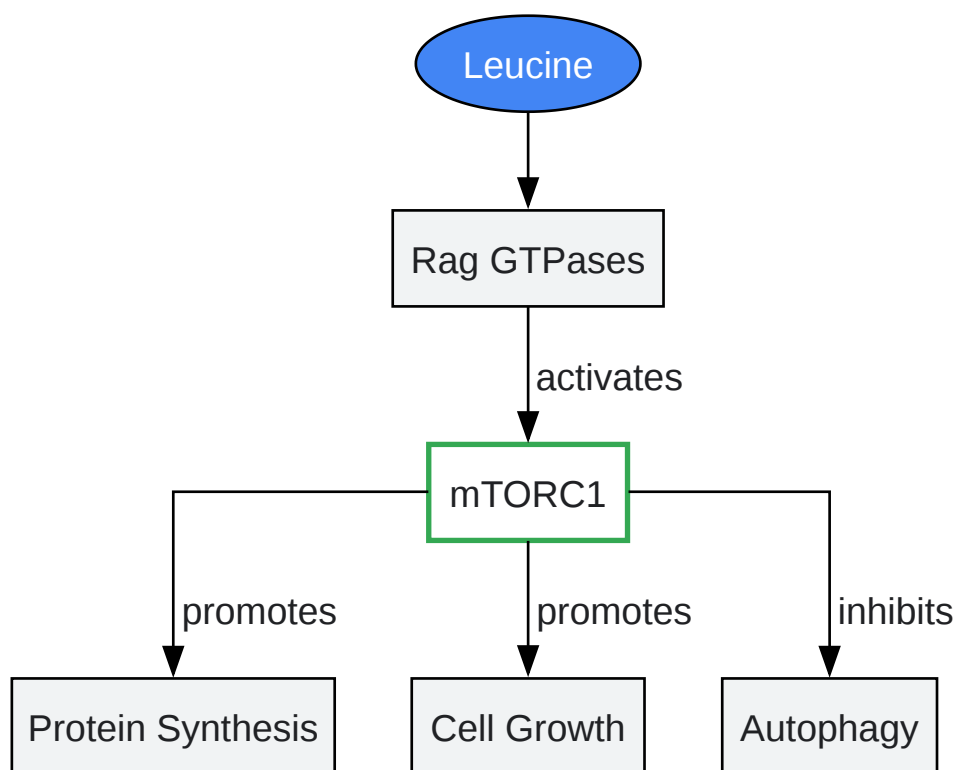 Leucine
Rag GTPases
activates
mTORC1
promotes
promotes
inhibits
Protein Synthesis
Cell Growth
Autophagy